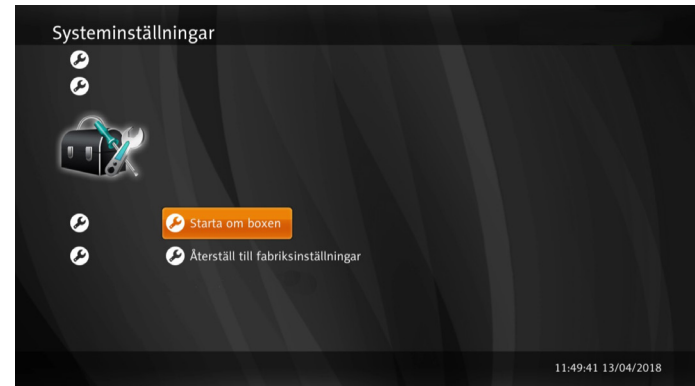 Systeminställningar
Starta om boxen
Återställ till fabriksinställningar
11:49:41 13/04/2018